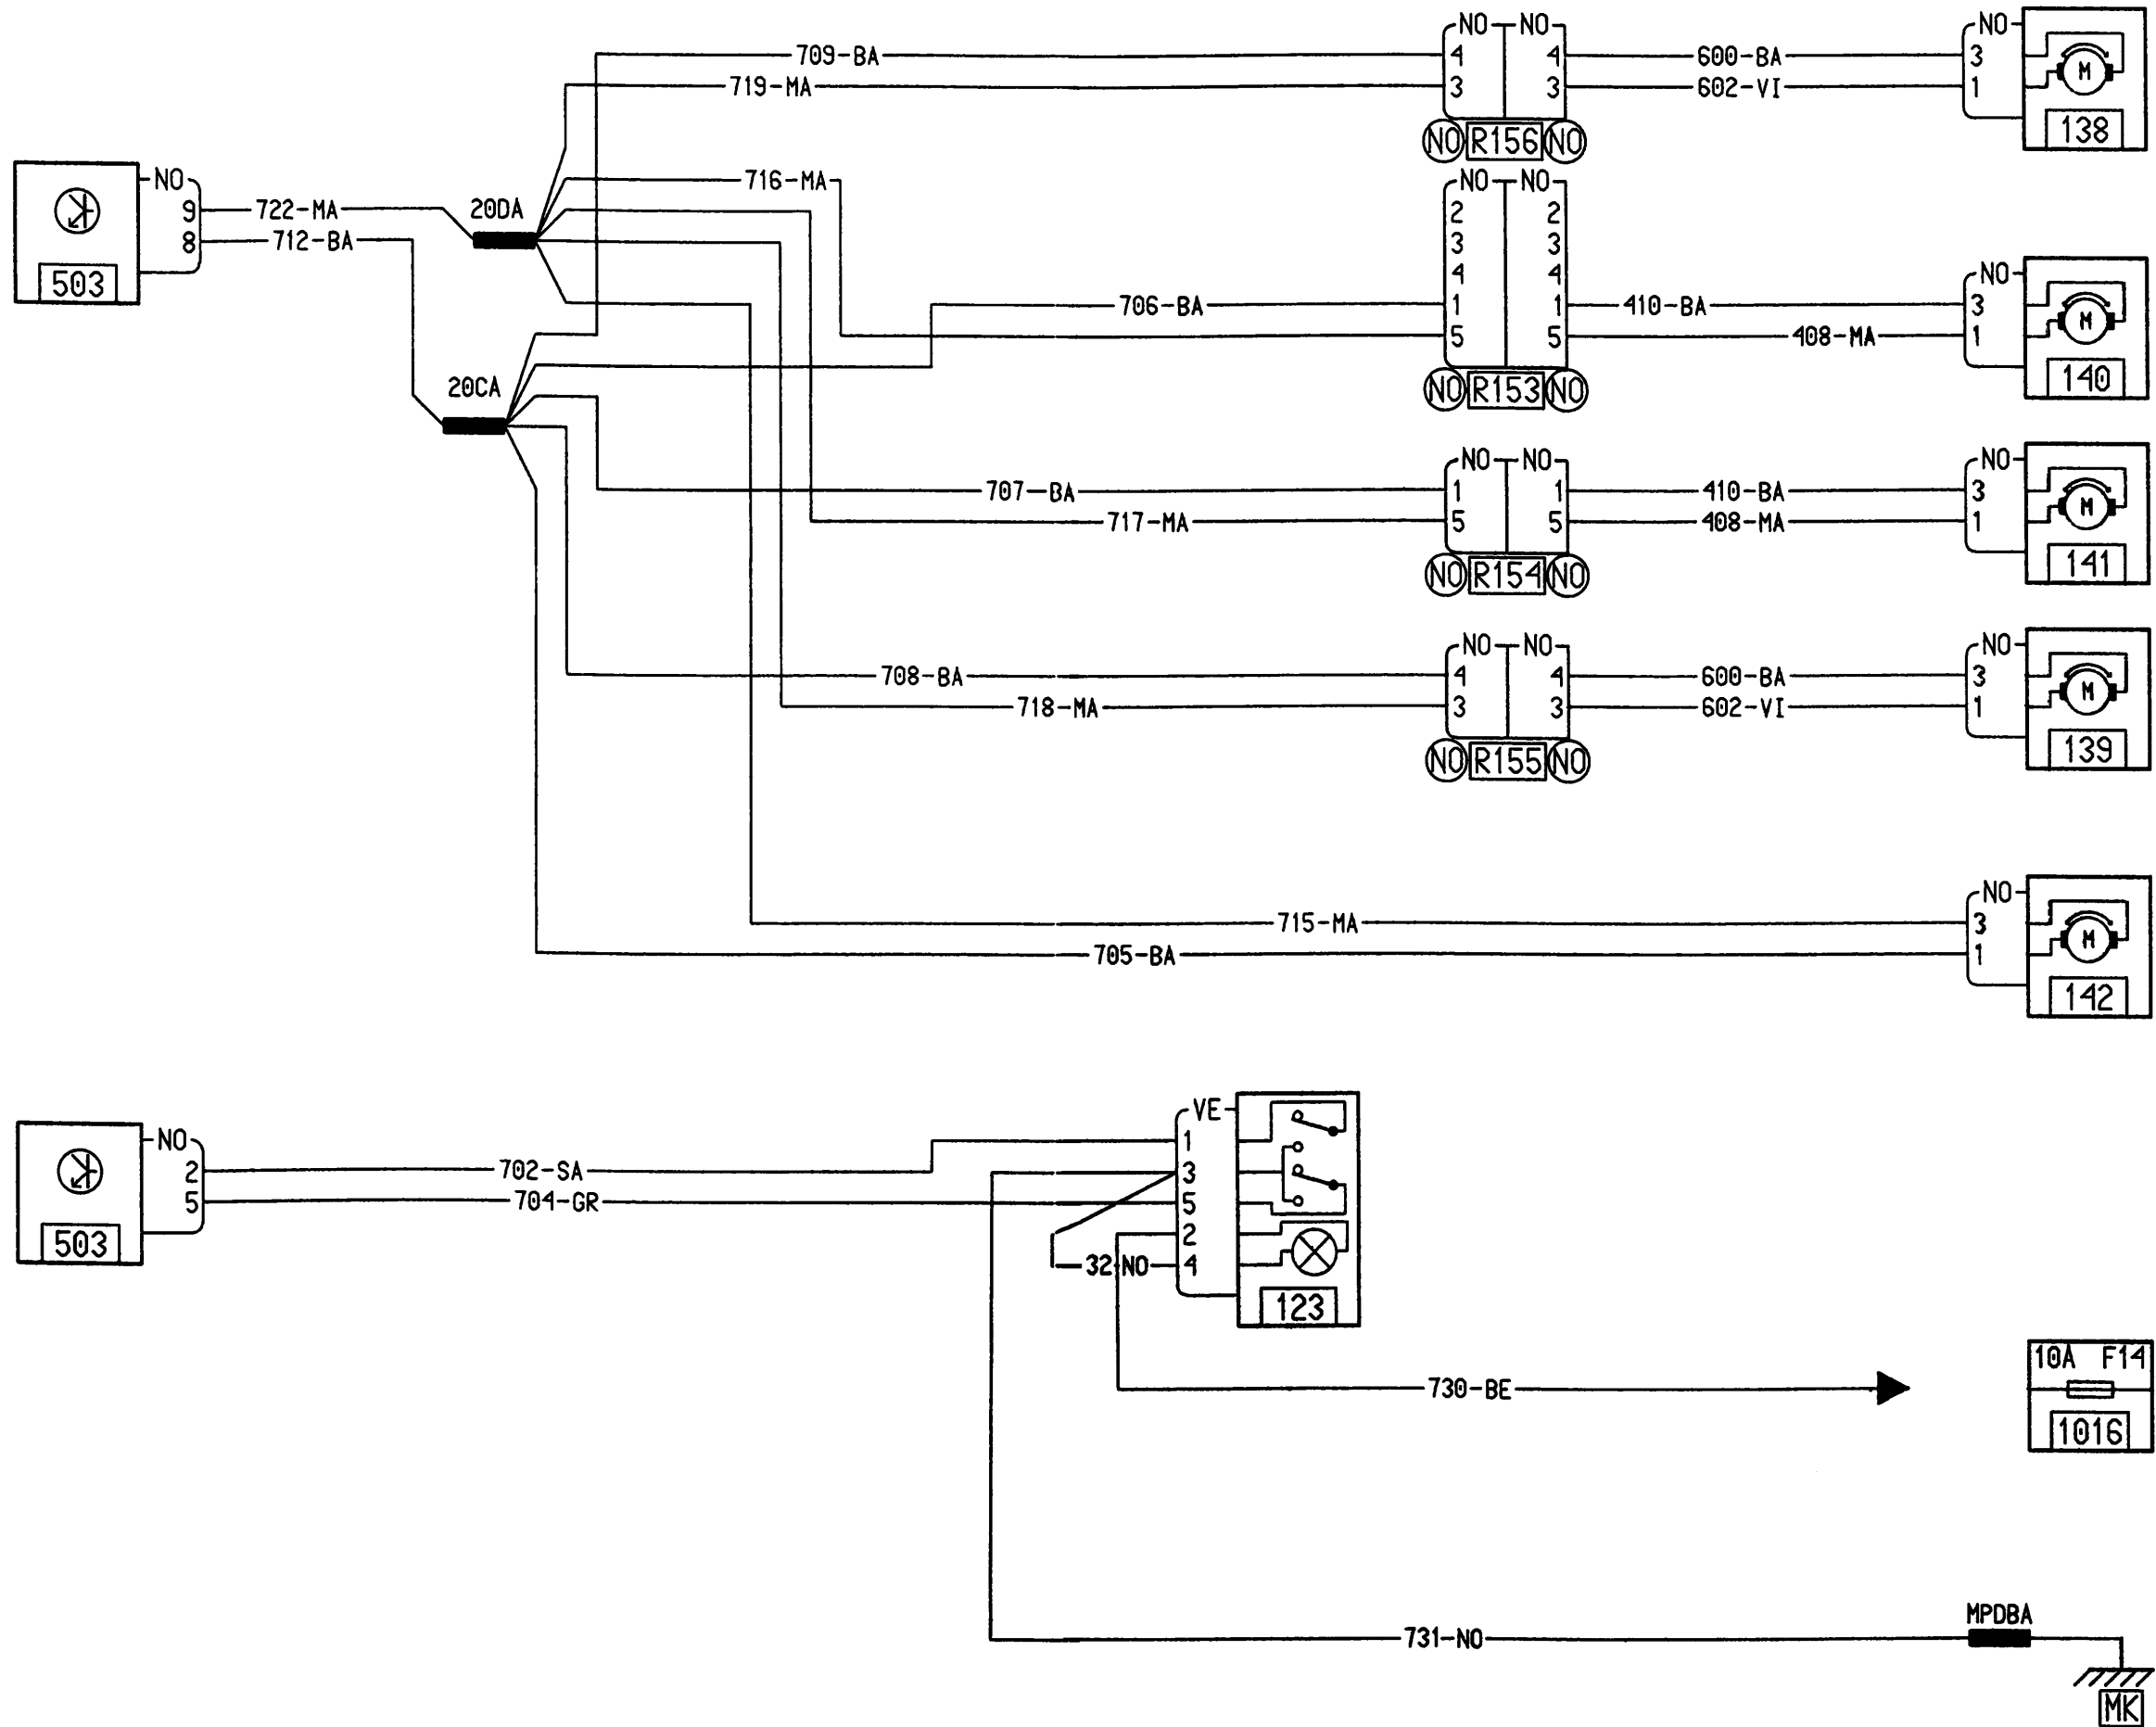 NO NO NO
709-BA 4 4 600-BA 3
719-MA 3 3 602-VI 1
M
NO R156 NO 138
NO 716-MA NO NO
9 722-MA 20DA 2 2
8 712-BA 3 3
503 4 4 NO
706-BA 1 1 410-BA 3
5 5 408-MA 1
M
20CA NO R153 NO 140
NO NO NO
707-BA 1 1 410-BA 3
717-MA 5 5 408-MA 1
M
NO R154 NO 141
NO NO NO
708-BA 4 4 600-BA 3
718-MA 3 3 602-VI 1
M
NO R155 NO 139
NO
715-MA 3
705-BA 1
M
142
VE
NO 1
2 702-SA 3
5 704-GR 5
503 2
32-NO 4
123
10A F14
730-BE
1016
MPDBA
731-NO
MK